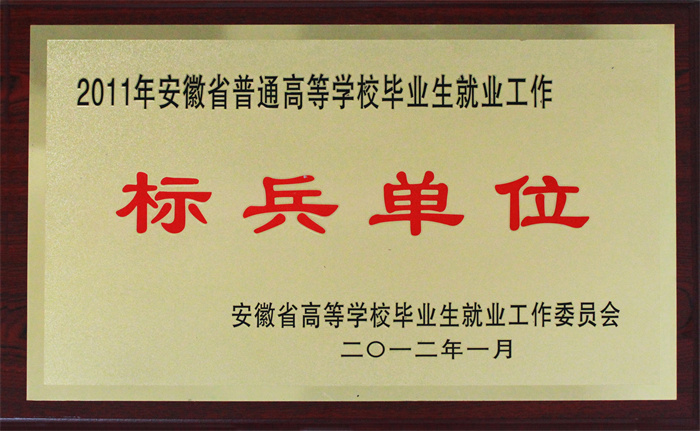 2011年安徽省普通高等学校毕业生就业工作
标兵单位
安徽省高等学校毕业生就业工作委员会
二〇一二年一月